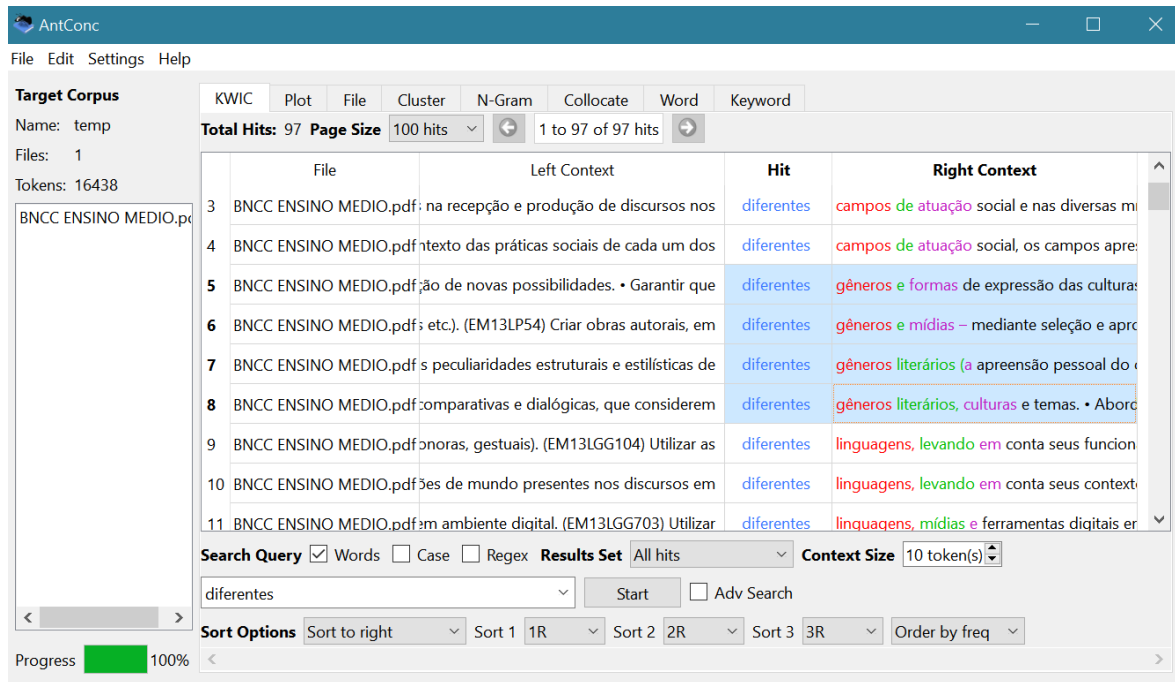 AntConc
File Edit Settings Help
Target Corpus
Name: temp
Files: 1
Tokens: 16438
BNCC ENSINO MEDIO.pd
Progress 100%
KWIC Plot File Cluster N-Gram Collocate Word Keyword
Total Hits: 97 Page Size 100 hits 1 to 97 of 97 hits
File Left Context Hit Right Context
3 BNCC ENSINO MEDIO.pdf na recepção e produção de discursos nos diferentes campos de atuação social e nas diversas
4 BNCC ENSINO MEDIO.pdf ntexto das práticas sociais de cada um dos diferentes campos de atuação social, os campos apre
5 BNCC ENSINO MEDIO.pdf ção de novas possibilidades. • Garantir que diferentes gêneros e formas de expressão das culturas
6 BNCC ENSINO MEDIO.pdf s etc.). (EM13LP54) Criar obras autorais, em diferentes gêneros e mídias – mediante seleção e apro
7 BNCC ENSINO MEDIO.pdf s peculiaridades estruturais e estilísticas de diferentes gêneros literários (a apreensão pessoal do
8 BNCC ENSINO MEDIO.pdf comparativas e dialógicas, que considerem diferentes gêneros literários, culturas e temas. • Abord
9 BNCC ENSINO MEDIO.pdf onoras, gestuais). (EM13LGG104) Utilizar as diferentes linguagens, levando em conta seus funcion
10 BNCC ENSINO MEDIO.pdf ões de mundo presentes nos discursos em diferentes linguagens, levando em conta seus context
11 BNCC ENSINO MEDIO.pdf em ambiente digital. (EM13LGG703) Utilizar diferentes linguagens, mídias e ferramentas digitais er
Search Query Words Case Regex Results Set All hits Context Size 10 token(s)
diferentes Start Adv Search
Sort Options Sort to right Sort 1 1R Sort 2 2R Sort 3 3R Order by freq